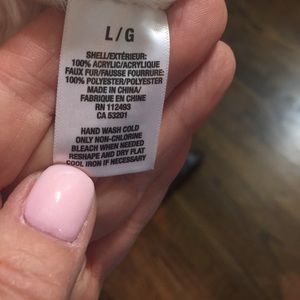 L/G
SHELL/EXTÉRIEUR:
100% ACRYLIC/ACRYLIQUE
FAUX FUR/FAUSSE FOURRURE:
100% POLYESTER/POLYESTER
MADE IN CHINA/
FABRIQUE EN CHINE
RN 112493
CA 53201
HAND WASH COLD
ONLY NON-CHLORINE
BLEACH WHEN NEEDED
RESHAPE AND DRY FLAT
COOL IRON IF NECESSARY